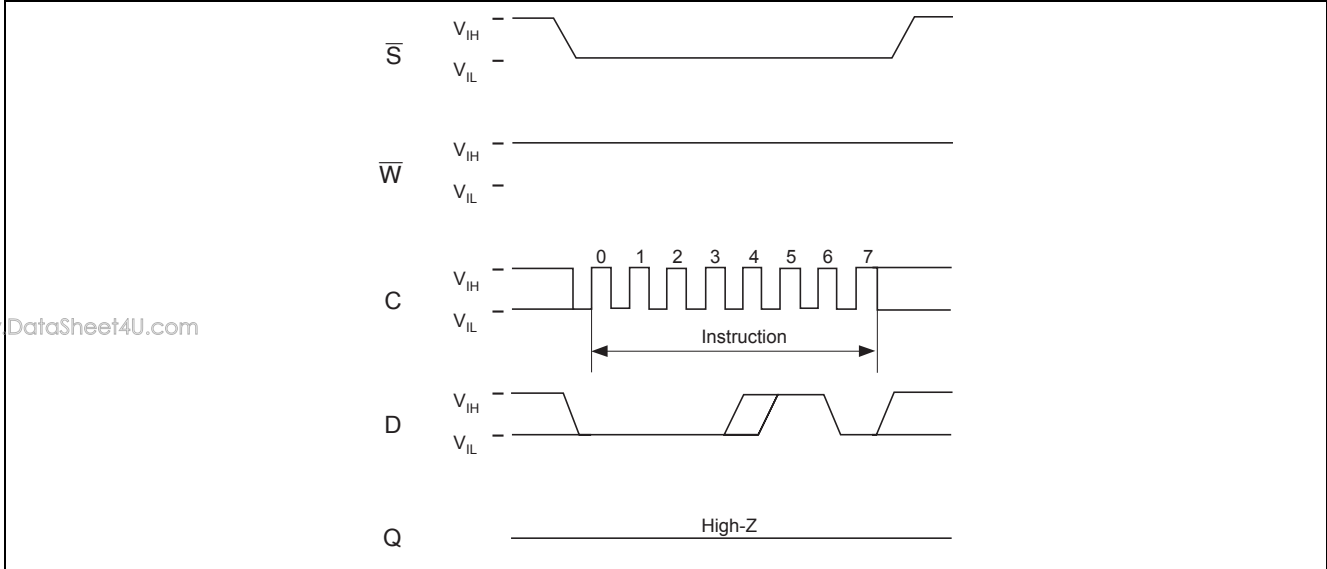 S̅
V_IH
V_IL
W̅
V_IH
V_IL
C
V_IH
V_IL
0 1 2 3 4 5 6 7
Instruction
.DataSheet4U.com
D
V_IH
V_IL
Q
High-Z